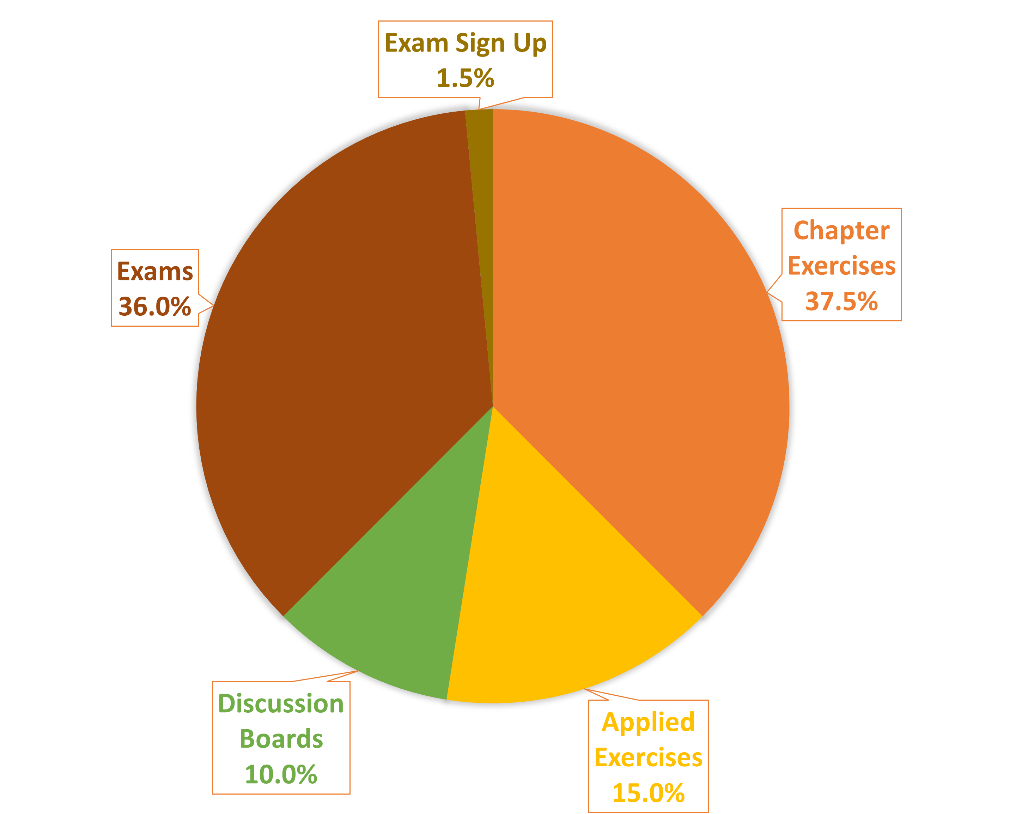 Exam Sign Up
1.5%
Chapter
Exercises
37.5%
Exams
36.0%
Discussion
Boards
10.0%
Applied
Exercises
15.0%